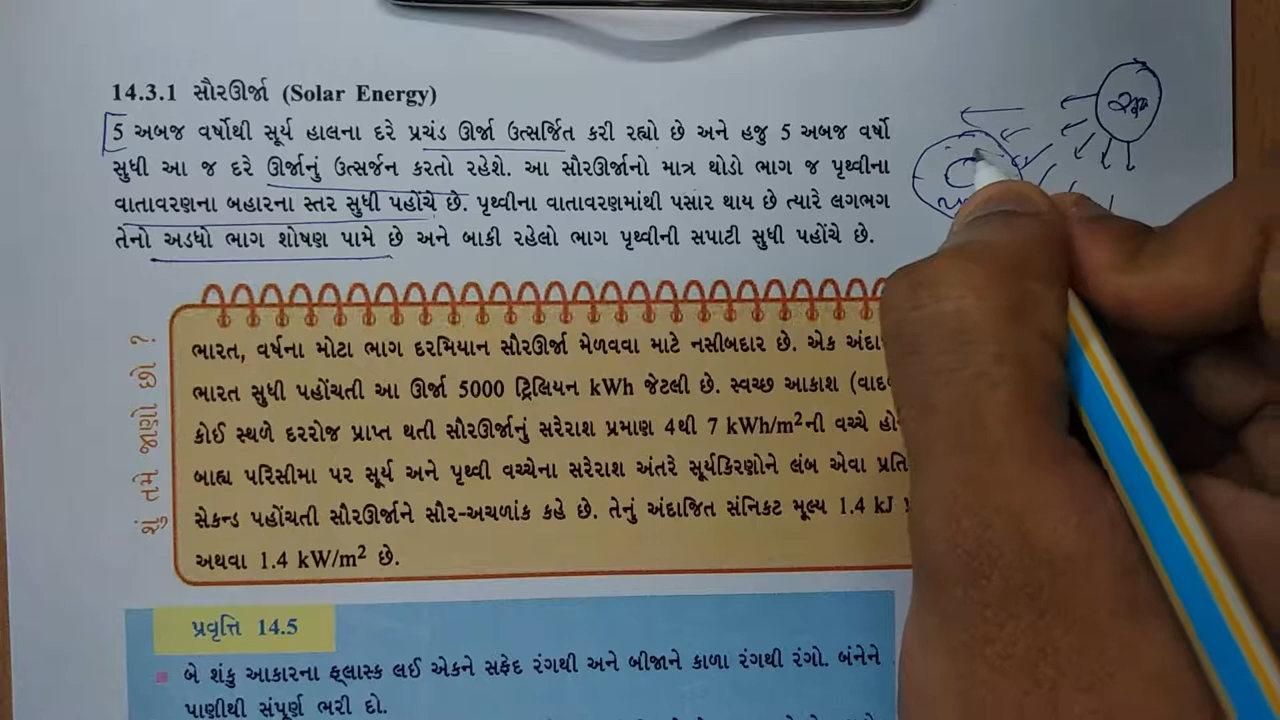 14.3.1 સૌરઊર્જા (Solar Energy)
5 અબજ વર્ષોથી સૂર્ય હાલના દરે પ્રચંડ ઊર્જા ઉત્સર્જિત કરી રહ્યો છે અને હજુ 5 અબજ વર્ષો
સુધી આ જ દરે ઊર્જાનું ઉત્સર્જન કરતો રહેશે. આ સૌરઊર્જાનો માત્ર થોડો ભાગ જ પૃથ્વીના
વાતાવરણના બહારના સ્તર સુધી પહોંચે છે. પૃથ્વીના વાતાવરણમાંથી પસાર થાય છે ત્યારે લગભગ
તેનો અડધો ભાગ શોષણ પામે છે અને બાકી રહેલો ભાગ પૃથ્વીની સપાટી સુધી પહોંચે છે.
શું તમે જાણો છો ?
ભારત, વર્ષના મોટા ભાગ દરમિયાન સૌરઊર્જા મેળવવા માટે નસીબદાર છે. એક
ભારત સુધી પહોંચતી આ ઊર્જા 5000 ટ્રિલિયન kWh જેટલી છે. સ્વચ્છ આકાશ
કોઈ સ્થળે દરરોજ પ્રાપ્ત થતી સૌરઊર્જાનું સરેરાશ પ્રમાણ 4થી 7 kWh/m²ની વચ્ચે
બાહ્ય પરિસીમા પર સૂર્ય અને પૃથ્વી વચ્ચેના સરેરાશ અંતરે સૂર્યકિરણોને લંબ એવા
સેકન્ડ પહોંચતી સૌરઊર્જાને સૌર-અચળાંક કહે છે. તેનું અંદાજિત સંનિકટ મૂલ્ય 1.4 kJ
અથવા 1.4 kW/m² છે.
પ્રવૃત્તિ 14.5
બે શંકુ આકારના ફ્લાસ્ક લઈ એકને સફેદ રંગથી અને બીજાને કાળા રંગથી રંગો. બંનેને
પાણીથી સંપૂર્ણ ભરી દો.